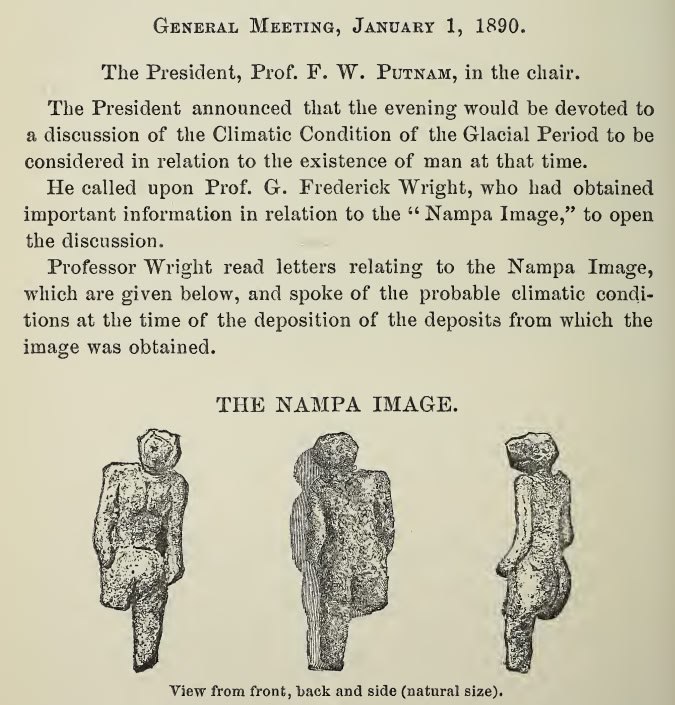 General Meeting, January 1, 1890.
The President, Prof. F. W. Putnam, in the chair.
The President announced that the evening would be devoted to
a discussion of the Climatic Condition of the Glacial Period to be
considered in relation to the existence of man at that time.
He called upon Prof. G. Frederick Wright, who had obtained
important information in relation to the “ Nampa Image,” to open
the discussion.
Professor Wright read letters relating to the Nampa Image,
which are given below, and spoke of the probable climatic condi-
tions at the time of the deposition of the deposits from which the
image was obtained.
THE NAMPA IMAGE.
View from front, back and side (natural size).